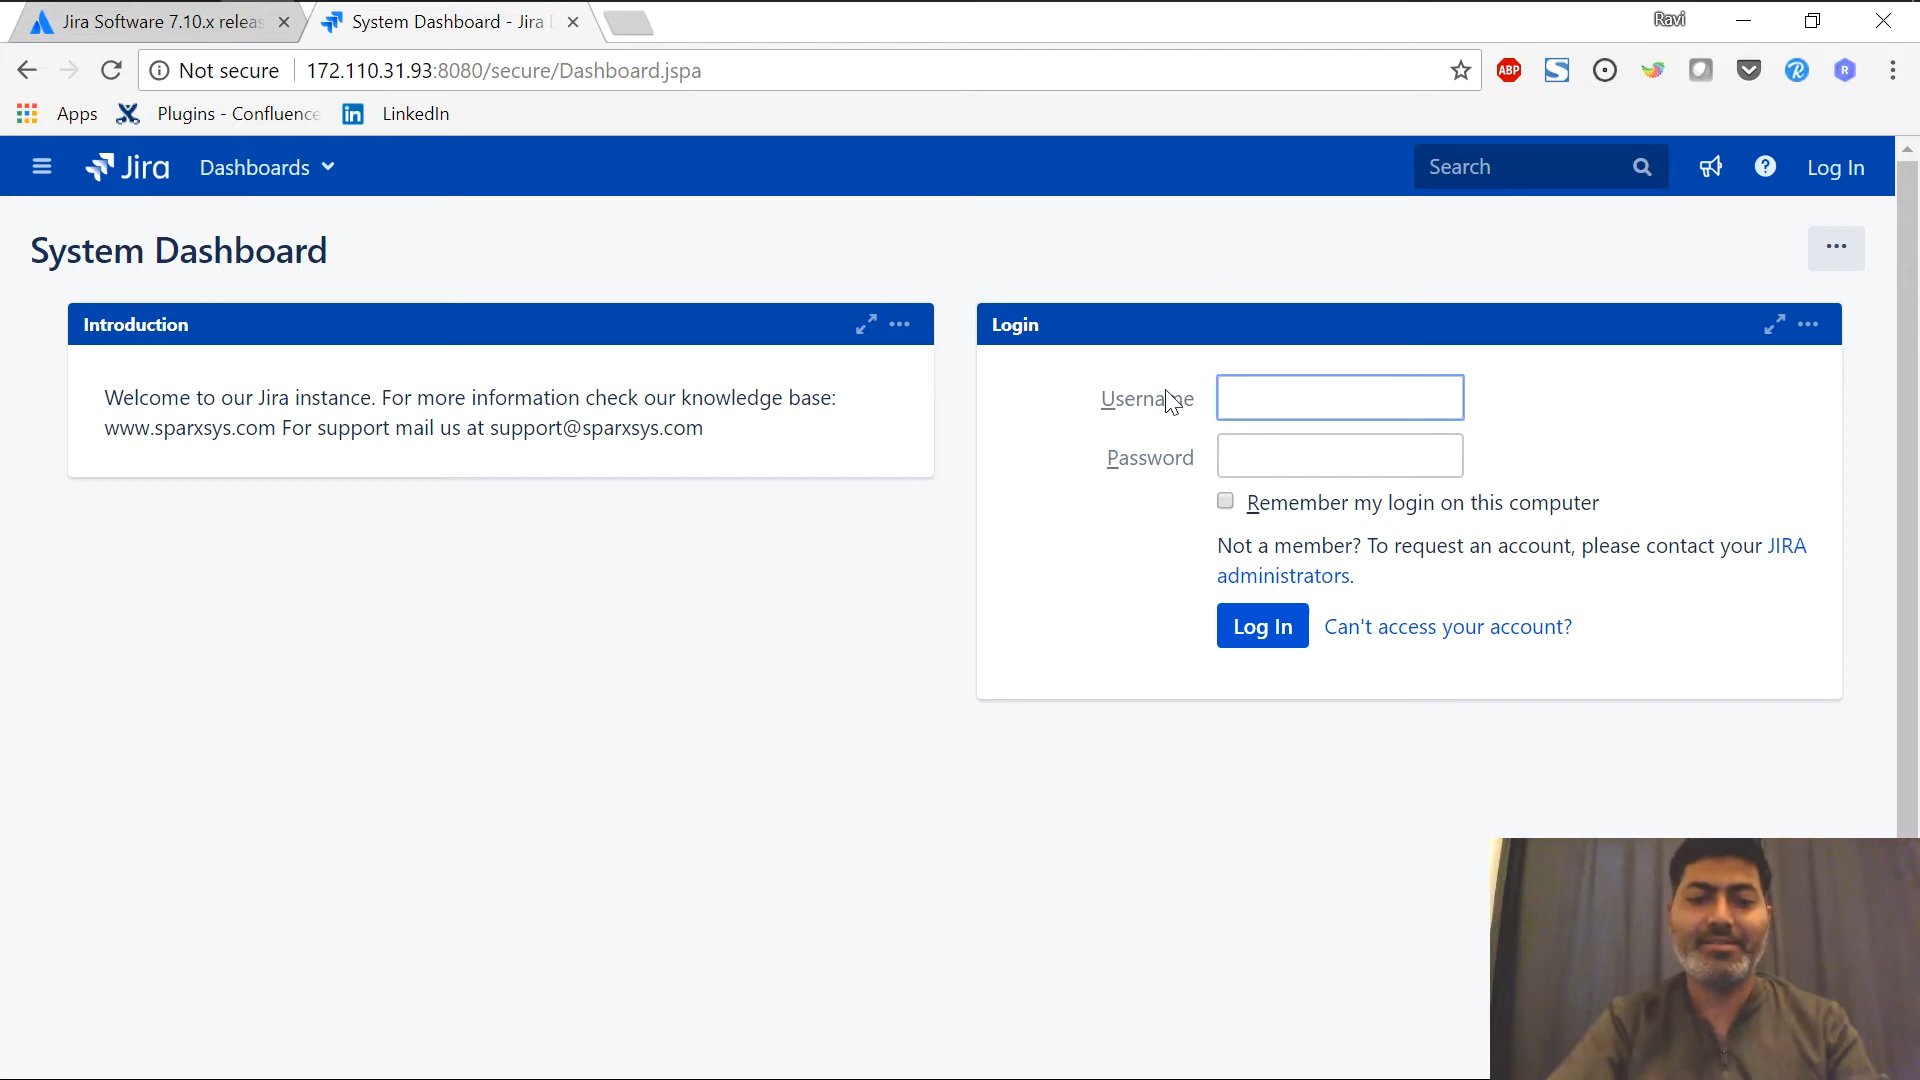 Jira Software 7.10.x releas
System Dashboard - Jira
Ravi
Not secure
172.110.31.93:8080/secure/Dashboard.jspa
ABP
S
R
R
Apps
Plugins - Confluence
in
LinkedIn
Jira
Dashboards
Search
?
Log In
System Dashboard
Introduction
Welcome to our Jira instance. For more information check our knowledge base:
www.sparxsys.com For support mail us at support@sparxsys.com
Login
Username
Password
Remember my login on this computer
Not a member? To request an account, please contact your JIRA
administrators.
Log In
Can't access your account?